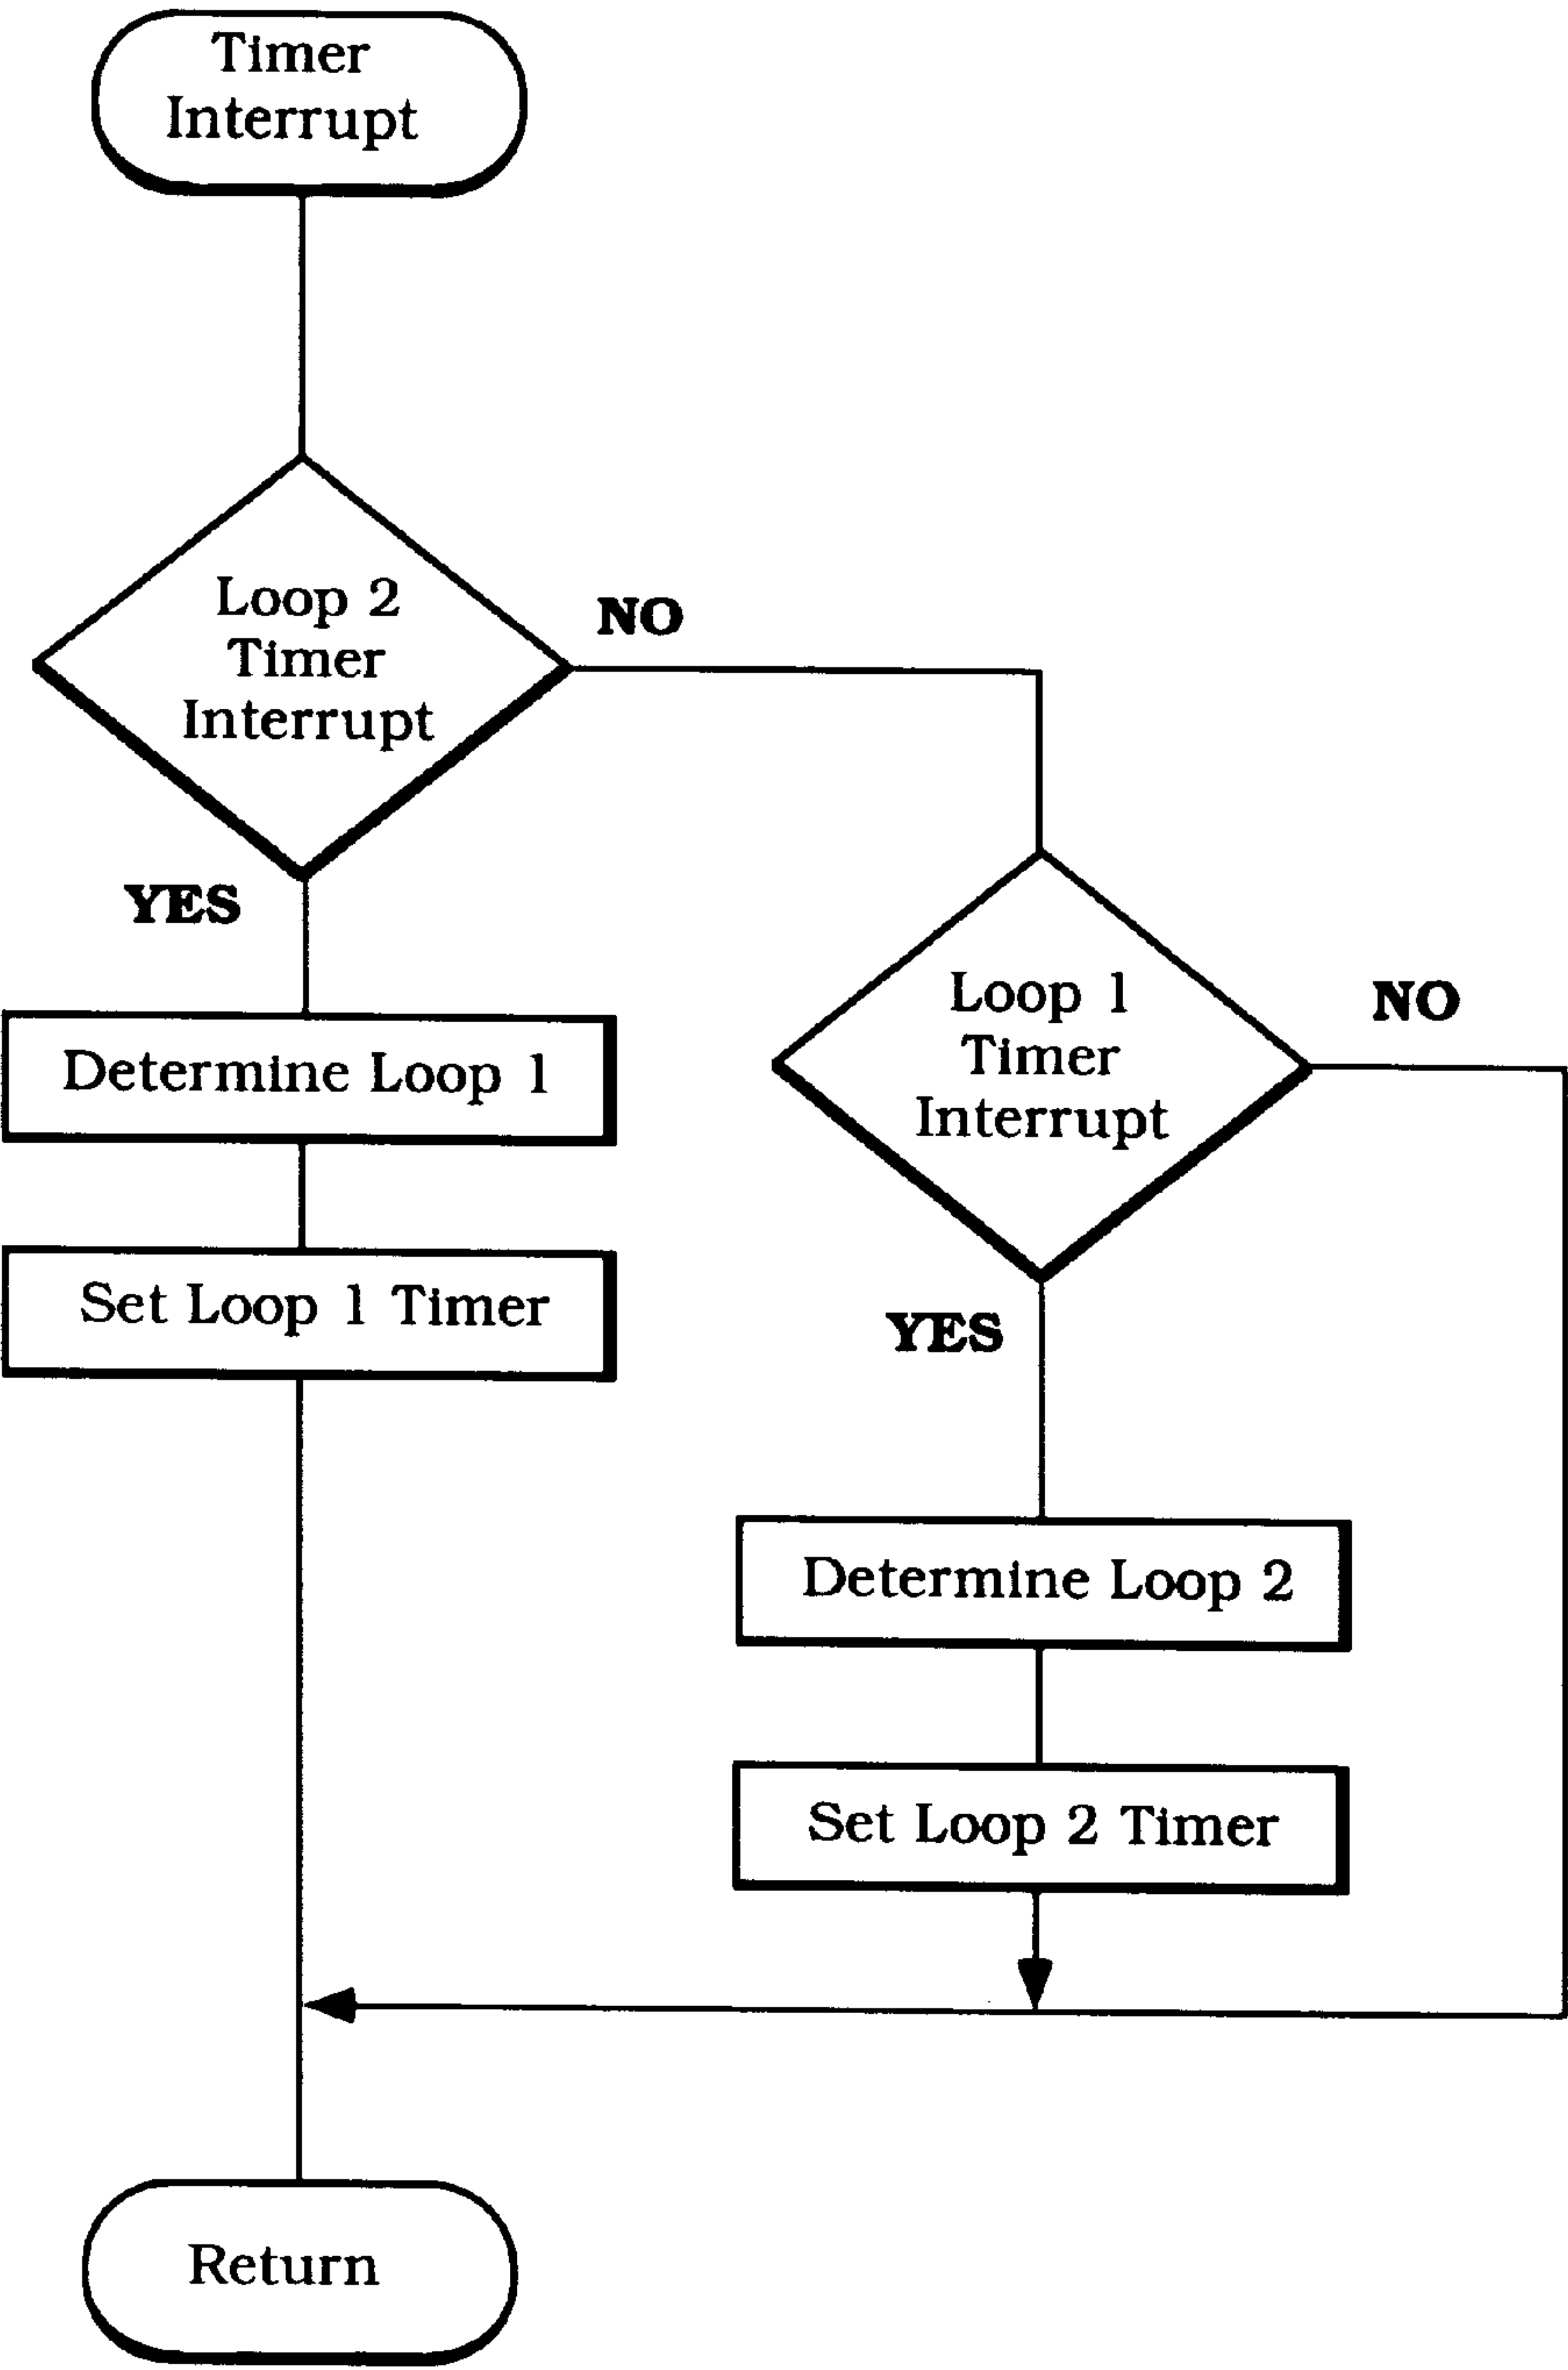 Timer
Interrupt
Loop 2
Timer
Interrupt
NO
YES
Determine Loop 1
Set Loop 1 Timer
Loop 1
Timer
Interrupt
NO
YES
Determine Loop 2
Set Loop 2 Timer
Return